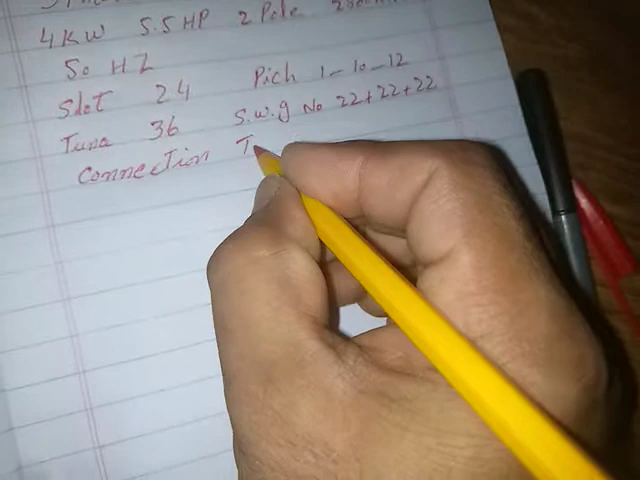 4KW 5.5HP 2 Pole
50 HZ
Slot 24 Pich 1-10-12
Tuna 36 S.w.g No 22+22+22
Connection T